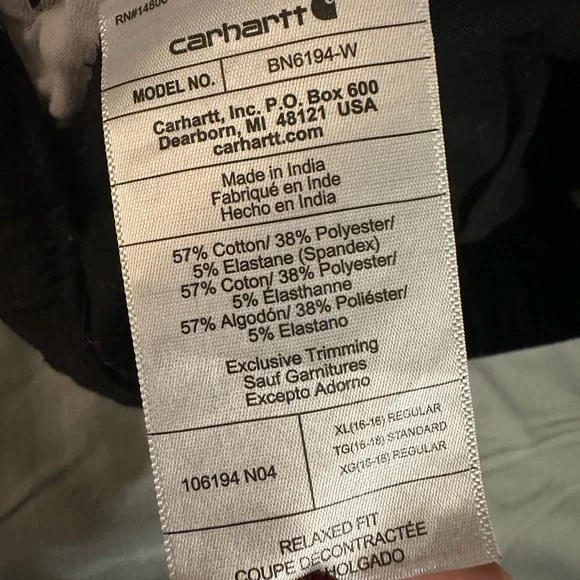 carhartt
MODEL NO. BN6194-W
Carhartt, Inc. P.O. Box 600
Dearborn, MI 48121 USA
carhartt.com
Made in India
Fabriqué en Inde
Hecho en India
57% Cotton/ 38% Polyester/
5% Elastane (Spandex)
57% Coton/ 38% Polyester/
5% Élasthanne
57% Algodón/ 38% Poliéster/
5% Elastano
Exclusive Trimming
Sauf Garnitures
Excepto Adorno
106194 N04
XL(16-18) REGULAR
TG(16-18) STANDARD
XG(16-18) REGULAR
RELAXED FIT
COUPE DECONTRACTÉE
HOLGADO